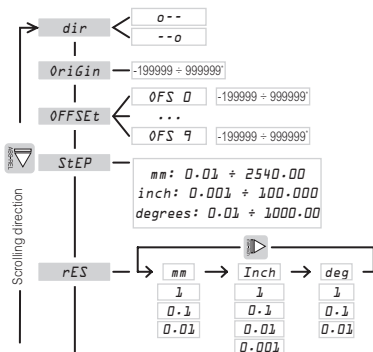 dir
o--
--o
OriGin
-199999 ÷ 999999*
OFFSEt
OFS 0
-199999 ÷ 999999*
...
OFS 9
-199999 ÷ 999999*
StEP
mm: 0.01 ÷ 2540.00
inch: 0.001 ÷ 100.000
degrees: 0.01 ÷ 1000.00
Scrolling direction
rES
mm
Inch
deg
1
1
1
0.1
0.1
0.1
0.01
0.01
0.01
0.001